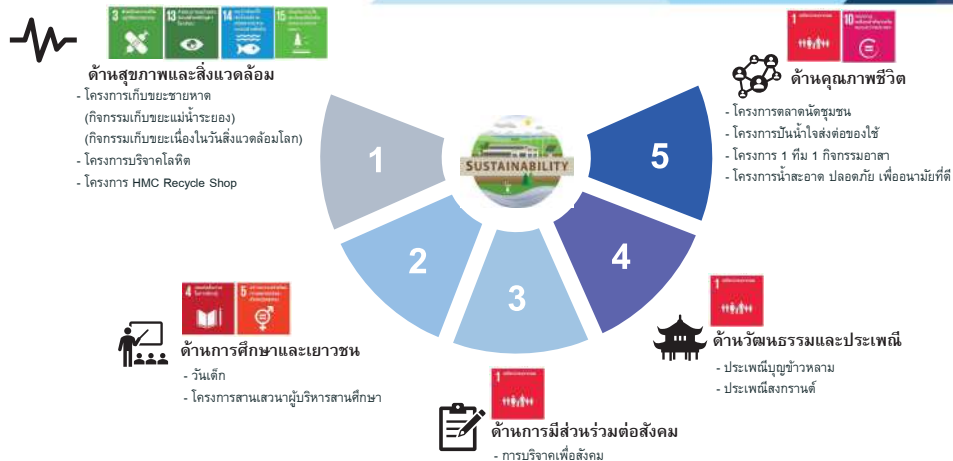 3
13
14
15
ด้านสุขภาพและสิ่งแวดล้อม
- โครงการเก็บขยะชายหาด
(กิจกรรมเก็บขยะแม่น้ำระยอง)
(กิจกรรมเก็บขยะเนื่องในวันสิ่งแวดล้อมโลก)
- โครงการบริจาคโลหิต
- โครงการ HMC Recycle Shop
1
10
ด้านคุณภาพชีวิต
- โครงการตลาดนัดชุมชน
- โครงการปันน้ำใจส่งต่อของใช้
- โครงการ 1 ทีม 1 กิจกรรมอาสา
- โครงการน้ำสะอาด ปลอดภัย เพื่ออนามัยที่ดี
SUSTAINABILITY
1
2
3
4
5
4
5
ด้านการศึกษาและเยาวชน
- วันเด็ก
- โครงการสานเสวนาผู้บริหารสานศึกษา
1
ด้านการมีส่วนร่วมต่อสังคม
- การบริจาคเพื่อสังคม
1
ด้านวัฒนธรรมและประเพณี
- ประเพณีบุญข้าวหลาม
- ประเพณีสงกรานต์